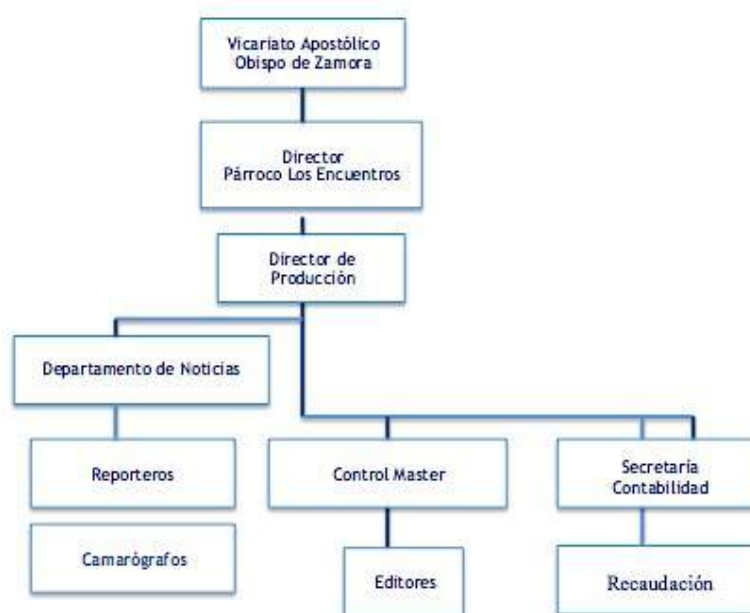 Vicariato Apostólico
Obispo de Zamora
Director
Párroco Los Encuentros
Director de
Producción
Departamento de Noticias
Reporteros
Control Master
Secretaría
Contabilidad
Camarógrafos
Editores
Recaudación